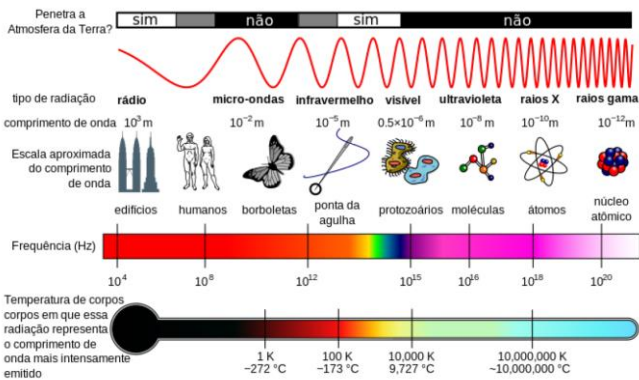 Penetra a
Atmosfera da Terra?
sim
não
sim
não
tipo de radiação
rádio
micro-ondas
infravermelho
visível
ultravioleta
raios X
raios gama
comprimento de onda
10³ m
10⁻² m
10⁻⁵ m
0.5×10⁻⁶ m
10⁻⁸ m
10⁻¹⁰ m
10⁻¹² m
Escala aproximada
do comprimento
de onda
edifícios
humanos
borboletas
ponta da
agulha
protozoários
moléculas
átomos
núcleo
atômico
Frequência (Hz)
10⁴
10⁸
10¹²
10¹⁵
10¹⁶
10¹⁸
10²⁰
Temperatura de corpos
corpos em que essa
radiação representa
o comprimento de
onda mais intensamente
emitido
1 K
−272 °C
100 K
−173 °C
10,000 K
9,727 °C
10,000,000 K
~10,000,000 °C